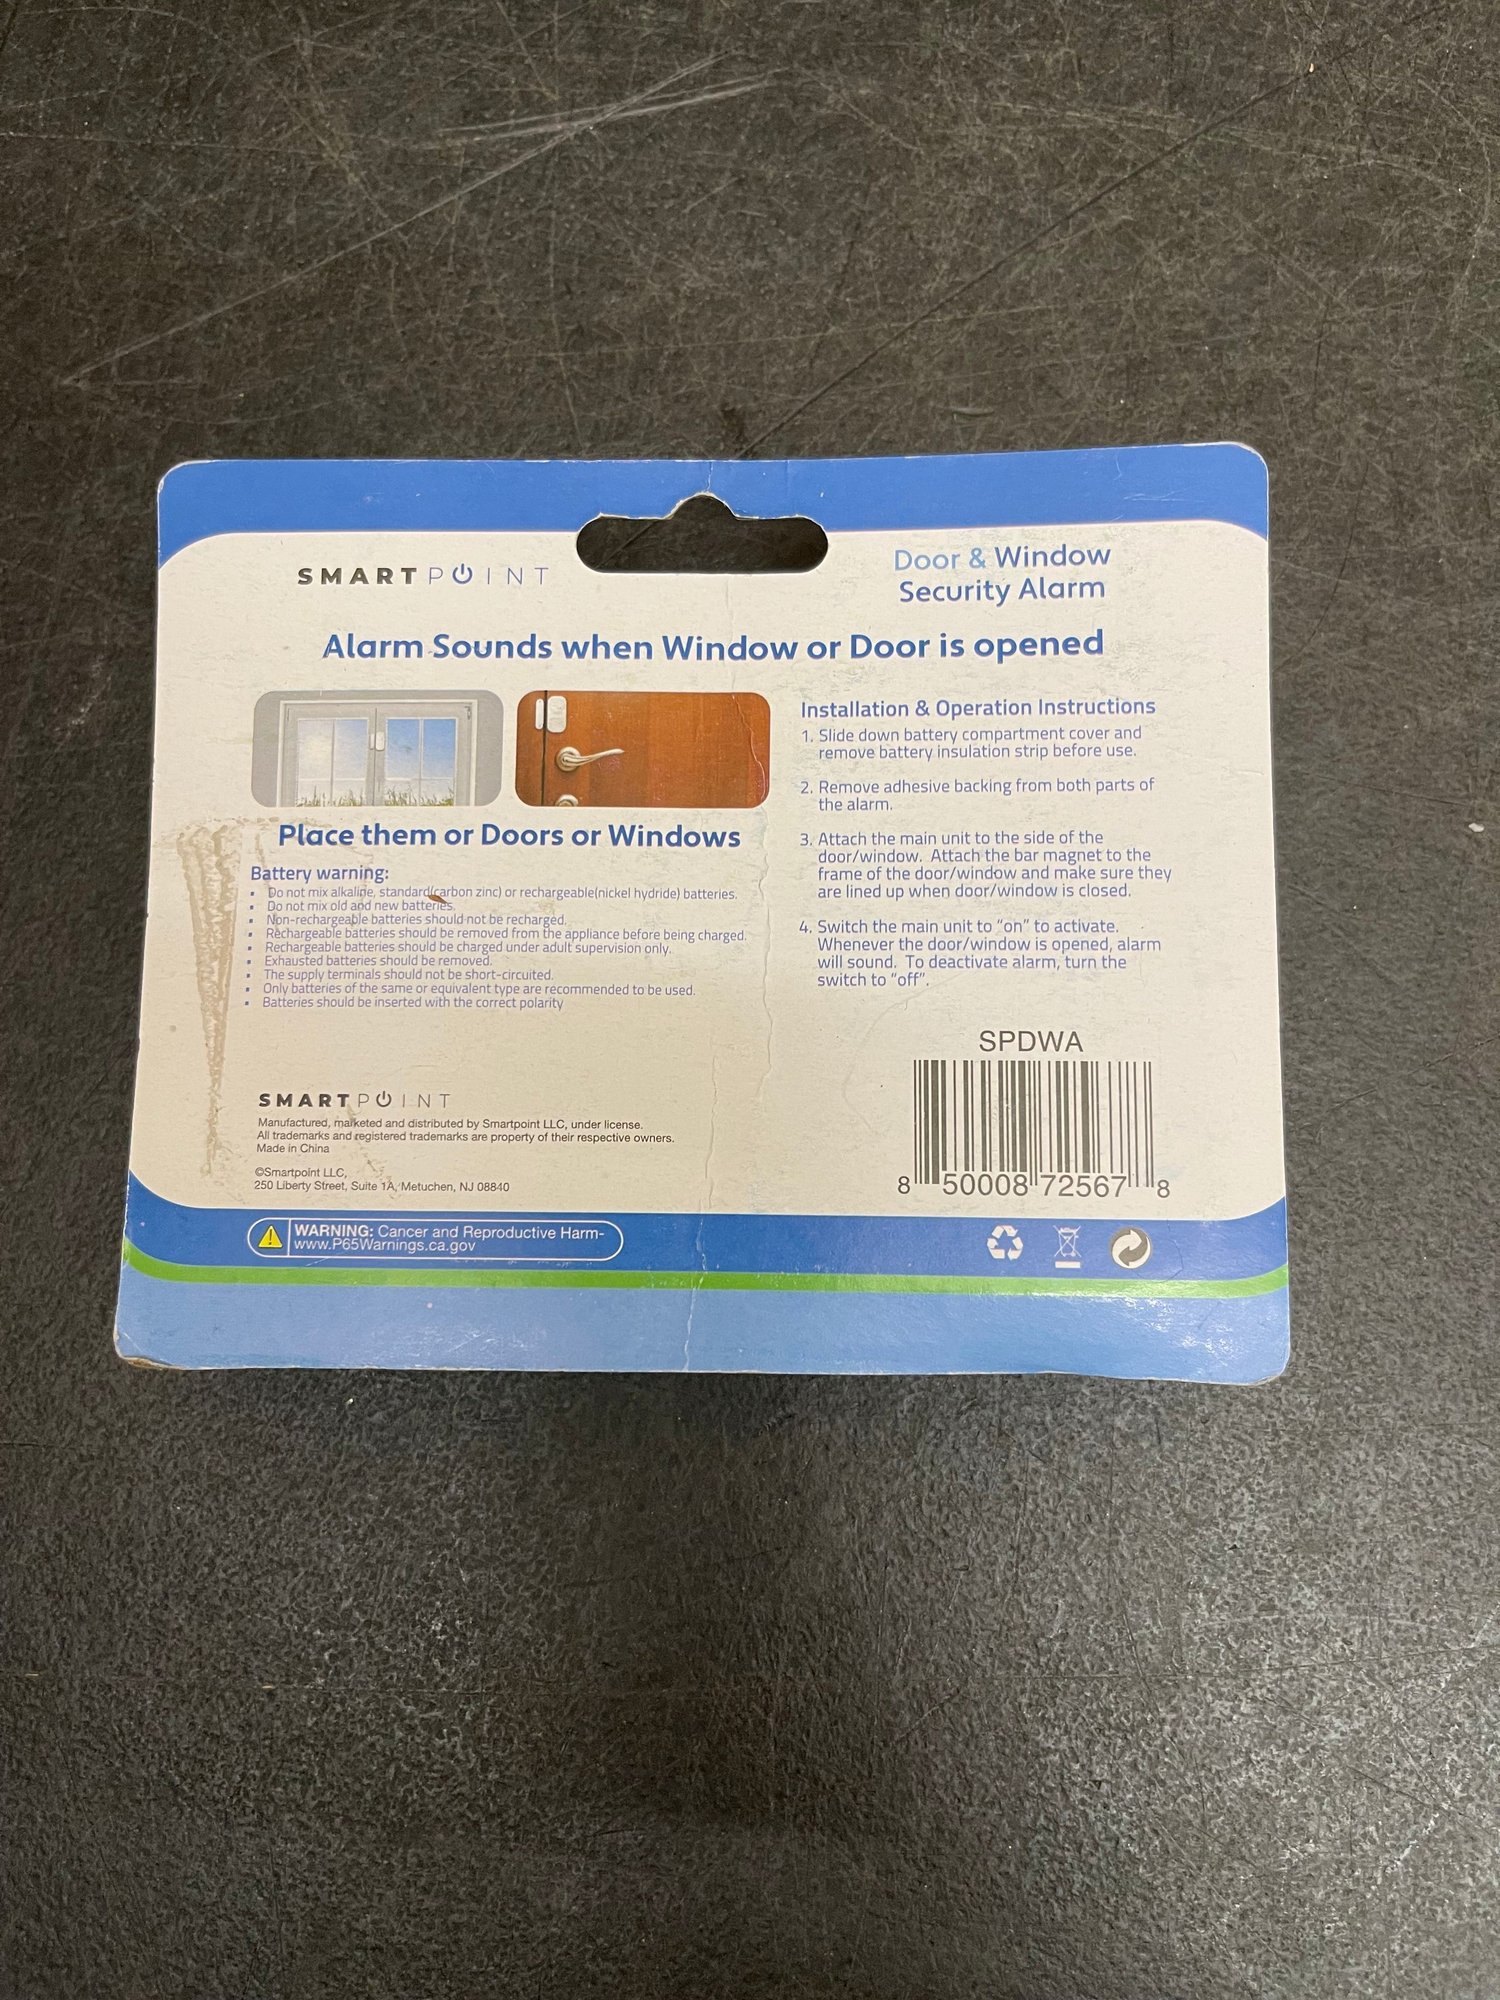 SMARTPOINT
Door & Window
Security Alarm
Alarm Sounds when Window or Door is opened
Place them or Doors or Windows
Battery warning:
▪ Do not mix alkaline, standard(carbon zinc) or rechargeable(nickel hydride) batteries.
▪ Do not mix old and new batteries.
▪ Non-rechargeable batteries should not be recharged.
▪ Rechargeable batteries should be removed from the appliance before being charged.
▪ Rechargeable batteries should be charged under adult supervision only.
▪ Exhausted batteries should be removed.
▪ The supply terminals should not be short-circuited.
▪ Only batteries of the same or equivalent type are recommended to be used.
▪ Batteries should be inserted with the correct polarity
Installation & Operation Instructions
1. Slide down battery compartment cover and
remove battery insulation strip before use.
2. Remove adhesive backing from both parts of
the alarm.
3. Attach the main unit to the side of the
door/window. Attach the bar magnet to the
frame of the door/window and make sure they
are lined up when door/window is closed.
4. Switch the main unit to “on” to activate.
Whenever the door/window is opened, alarm
will sound. To deactivate alarm, turn the
switch to “off”.
SMARTPOINT
Manufactured, marketed and distributed by Smartpoint LLC, under license.
All trademarks and registered trademarks are property of their respective owners.
Made in China
©Smartpoint LLC,
250 Liberty Street, Suite 1A, Metuchen, NJ 08840
SPDWA
8 50008 72567 8
WARNING: Cancer and Reproductive Harm-
www.P65Warnings.ca.gov